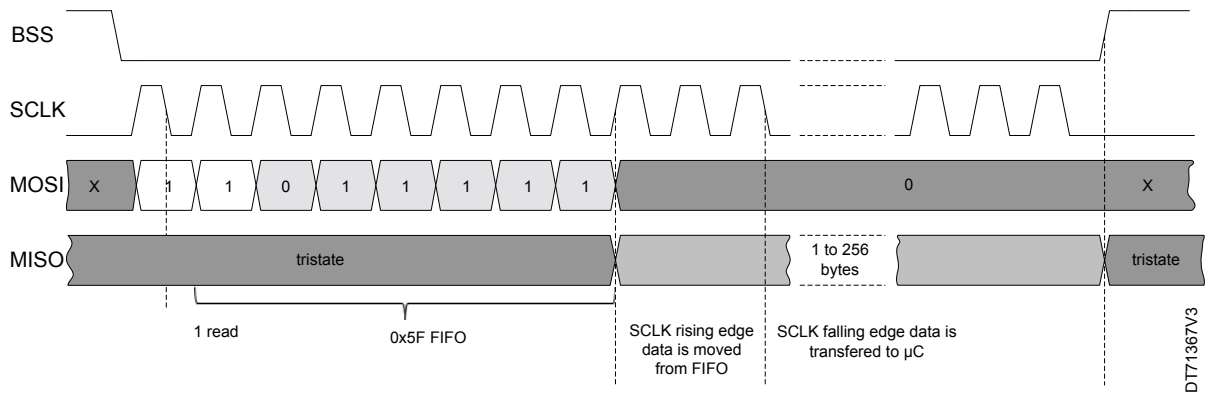 BSS
SCLK
MOSI X 1 1 0 1 1 1 1 1 0 X
MISO tristate 1 to 256 bytes tristate
1 read
0x5F FIFO
SCLK rising edge
data is moved
from FIFO
SCLK falling edge data is
transfered to µC
DT71367V3